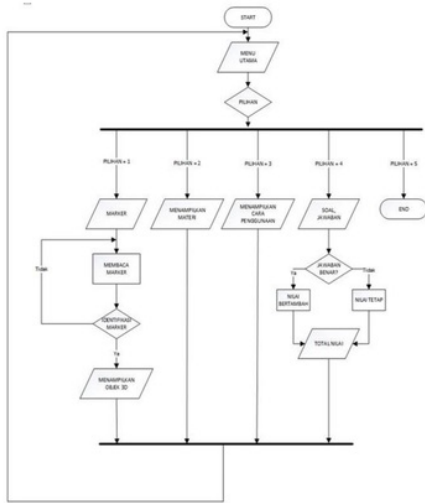 ...
START
MENU
UTAMA
PILIHAN
PILIHAN = 1
PILIHAN = 2
PILIHAN = 3
PILIHAN = 4
PILIHAN = 5
MARKER
MENAMPILKAN
MATERI
MENAMPILKAN
CARA
PENGGUNAAN
SOAL,
JAWABAN
END
Tidak
MEMBACA
MARKER
JAWABAN
BENAR?
Ya
Tidak
NILAI
BERTAMBAH
NILAI TETAP
IDENTIFIKASI
MARKER
Ya
TOTAL NILAI
MENAMPILKAN
OBJEK 3D